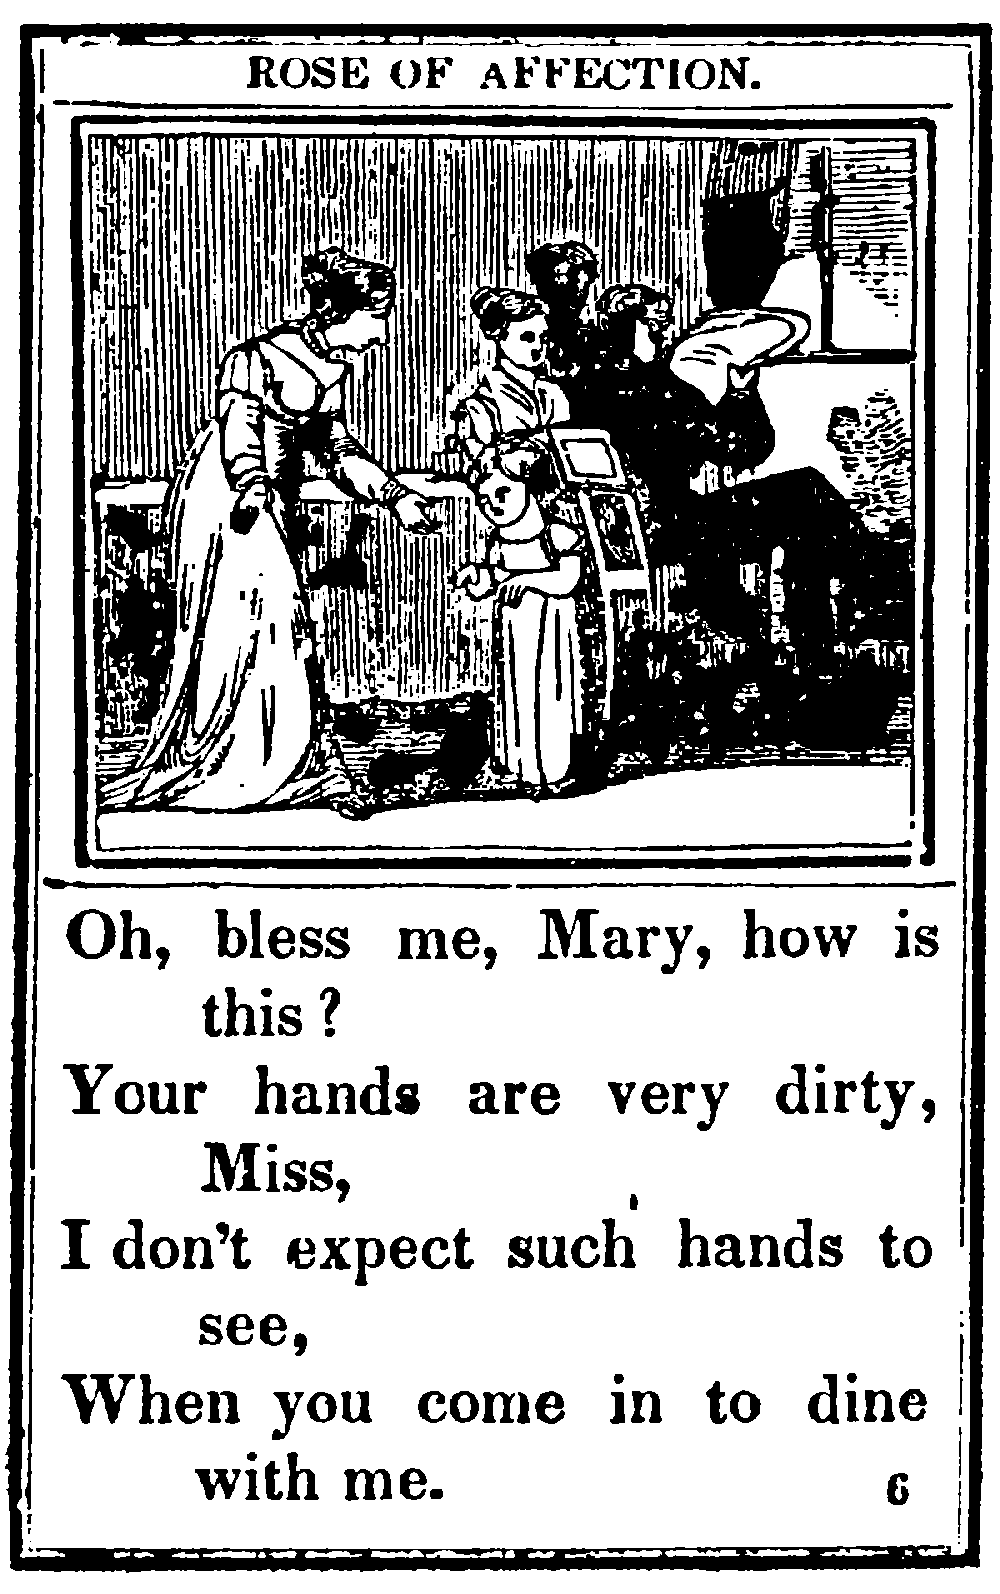 ROSE OF AFFECTION.
Oh, bless me, Mary, how is
this?
Your hands are very dirty,
Miss,
I don't expect such hands to
see,
When you come in to dine
with me.
6